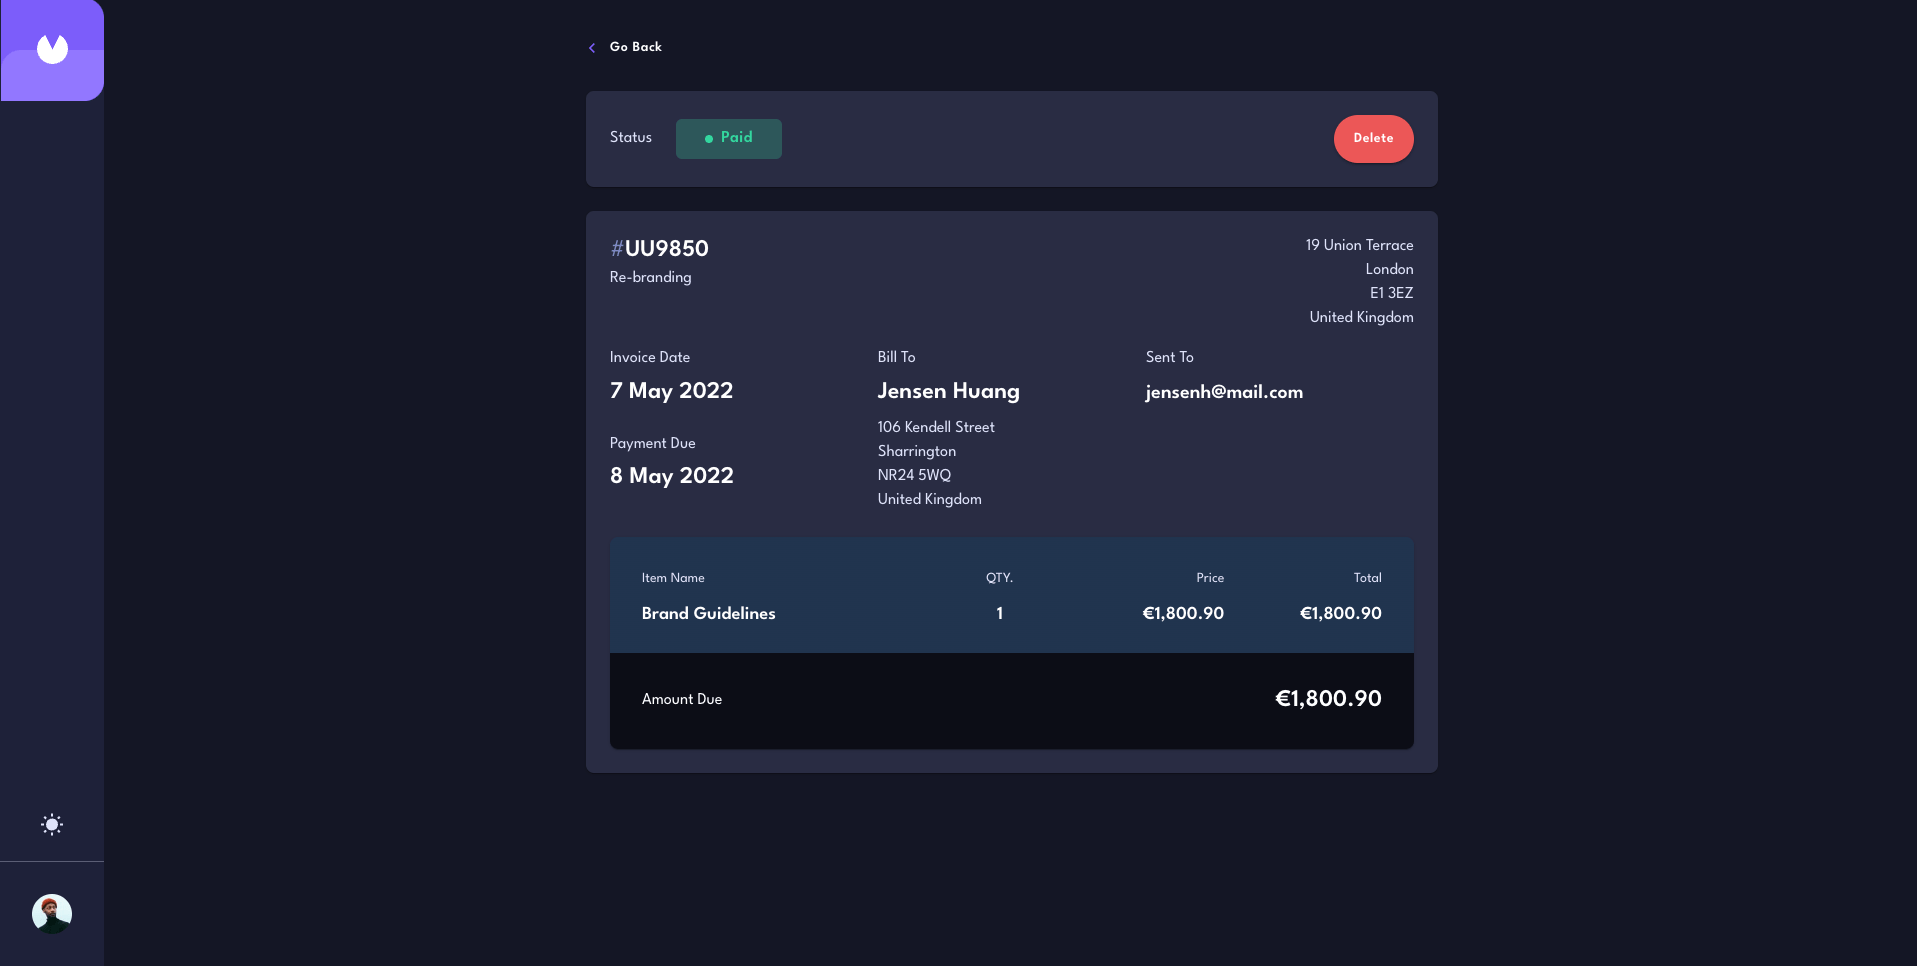 Go Back
Status
Paid
Delete
#UU9850
Re-branding
19 Union Terrace
London
E1 3EZ
United Kingdom
Invoice Date
7 May 2022
Payment Due
8 May 2022
Bill To
Jensen Huang
106 Kendell Street
Sharrington
NR24 5WQ
United Kingdom
Sent To
jensenh@mail.com
Item Name QTY. Price Total
Brand Guidelines 1 €1,800.90 €1,800.90
Amount Due €1,800.90